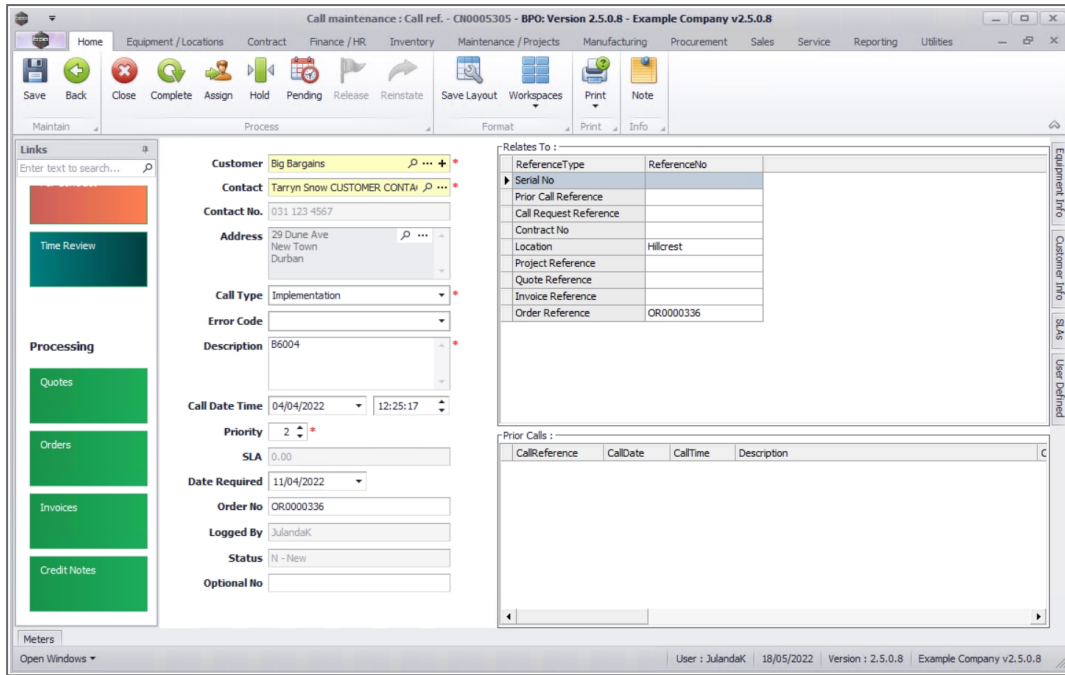 Call maintenance : Call ref. - CN0005305 - BPO: Version 2.5.0.8 - Example Company v2.5.0.8
Home Equipment / Locations Contract Finance / HR Inventory Maintenance / Projects Manufacturing Procurement Sales Service Reporting Utilities
Save Back Close Complete Assign Hold Pending Release Reinstate Save Layout Workspaces Print Note
Maintain Process Format Print Info
Links
Enter text to search...
Time Review
Processing
Quotes
Orders
Invoices
Credit Notes
Customer Big Bargains *
Contact Tarryn Snow CUSTOMER CONTA *
Contact No. 031 123 4567
Address 29 Dune Ave
New Town
Durban
Call Type Implementation *
Error Code
Description B6004 *
Call Date Time 04/04/2022 12:25:17
Priority 2 *
SLA 0.00
Date Required 11/04/2022
Order No OR0000336
Logged By JulandaK
Status N - New
Optional No
Relates To :
ReferenceType ReferenceNo
Serial No
Prior Call Reference
Call Request Reference
Contract No
Location Hillcrest
Project Reference
Quote Reference
Invoice Reference
Order Reference OR0000336
Prior Calls :
CallReference CallDate CallTime Description C
Equipment Info
Customer Info
SLAs
User Defined
Meters
Open Windows User : JulandaK 18/05/2022 Version : 2.5.0.8 Example Company v2.5.0.8